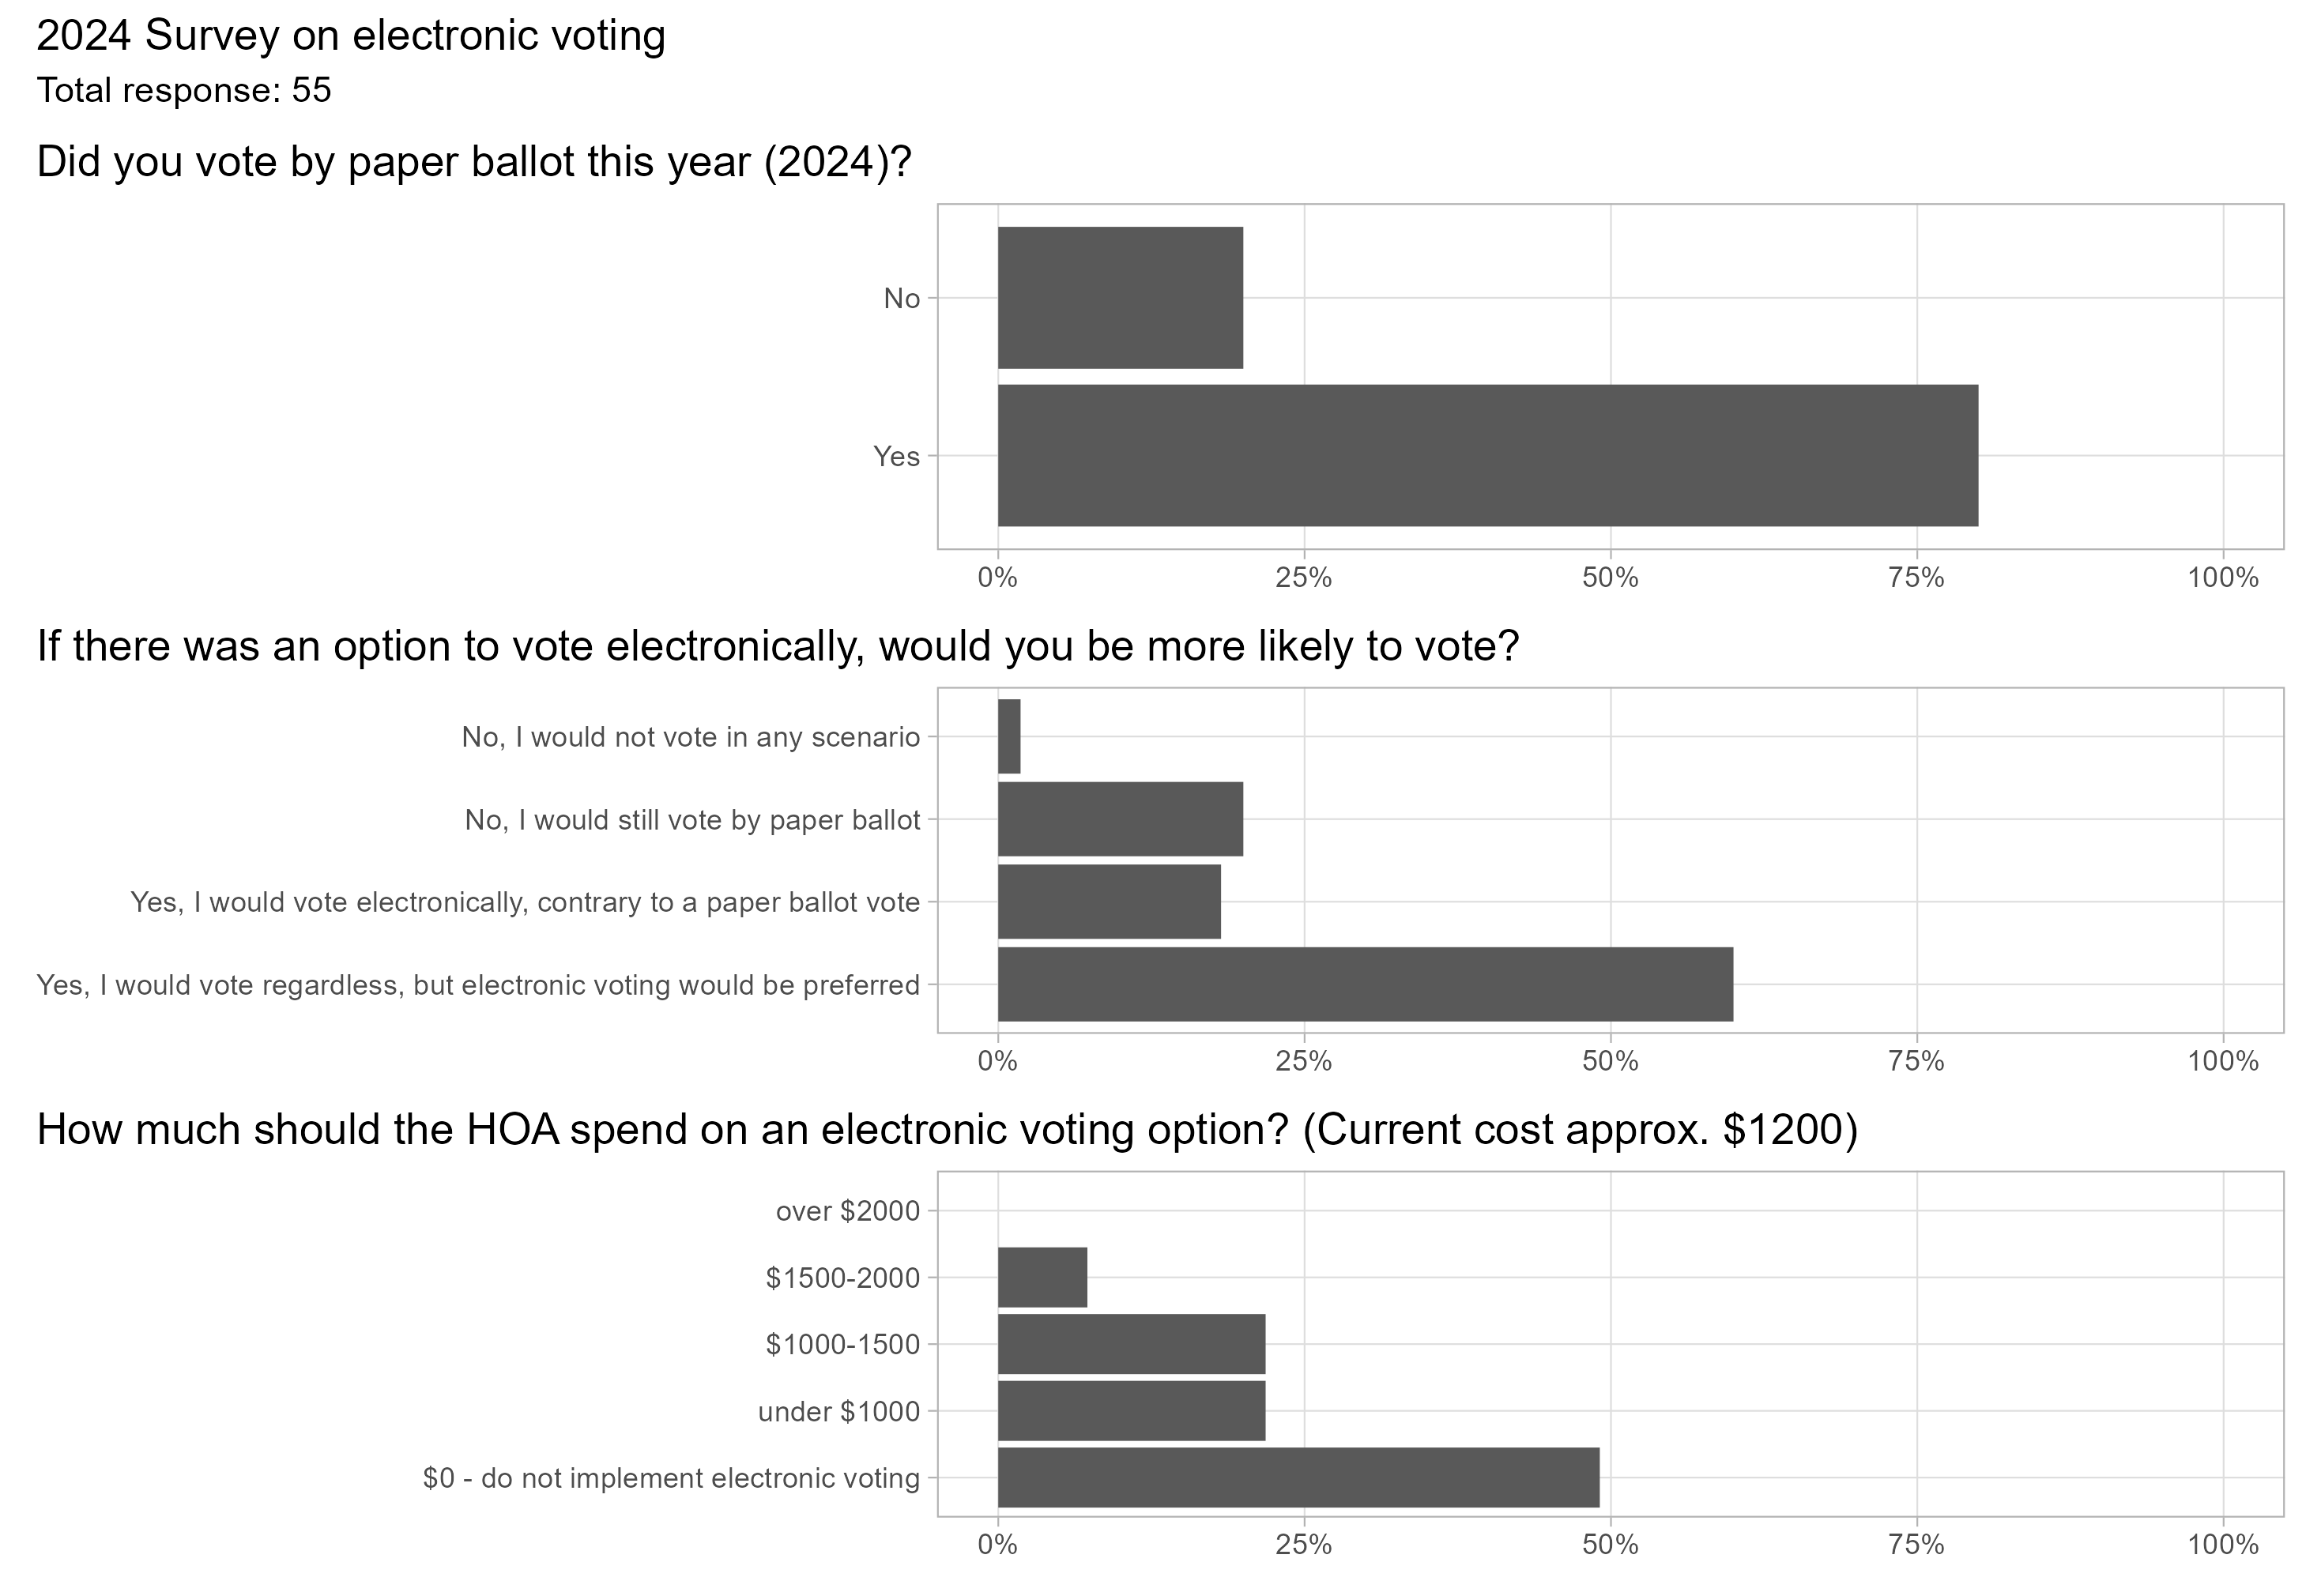 2024 Survey on electronic voting
Total response: 55
Did you vote by paper ballot this year (2024)?
No
Yes
0% 25% 50% 75% 100%
If there was an option to vote electronically, would you be more likely to vote?
No, I would not vote in any scenario
No, I would still vote by paper ballot
Yes, I would vote electronically, contrary to a paper ballot vote
Yes, I would vote regardless, but electronic voting would be preferred
0% 25% 50% 75% 100%
How much should the HOA spend on an electronic voting option? (Current cost approx. $1200)
over $2000
$1500-2000
$1000-1500
under $1000
$0 - do not implement electronic voting
0% 25% 50% 75% 100%